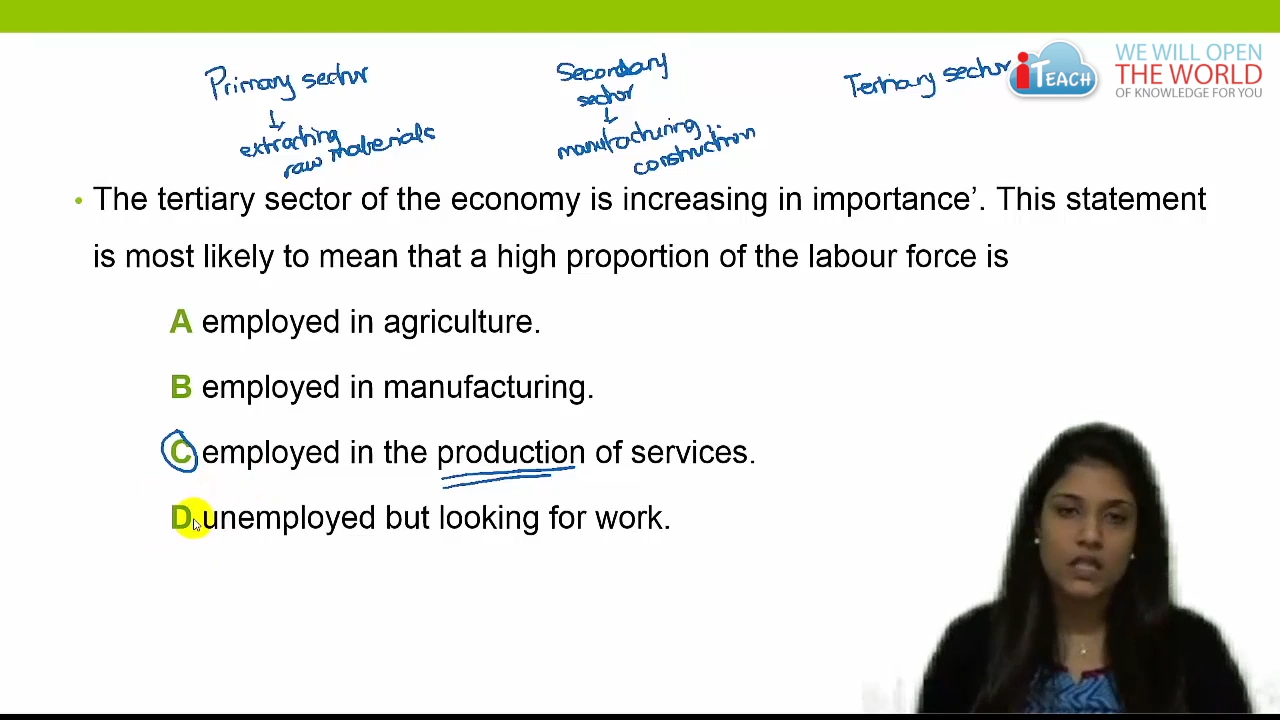 Primary sector
↓
extracting
raw materials
Secondary
sector
↓
manufacturing
construction
Tertiary sector
iTEACH
WE WILL OPEN
THE WORLD
OF KNOWLEDGE FOR YOU
• The tertiary sector of the economy is increasing in importance’. This statement
is most likely to mean that a high proportion of the labour force is
A employed in agriculture.
B employed in manufacturing.
C employed in the production of services.
D unemployed but looking for work.